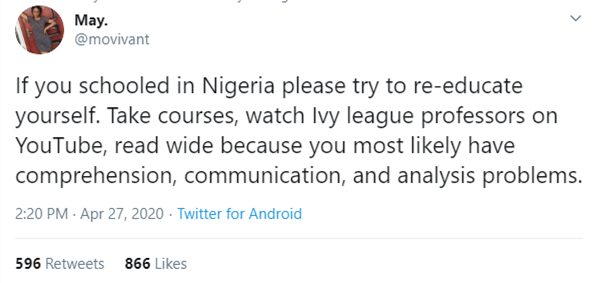 May.
@movivant
If you schooled in Nigeria please try to re-educate
yourself. Take courses, watch Ivy league professors on
YouTube, read wide because you most likely have
comprehension, communication, and analysis problems.
2:20 PM · Apr 27, 2020 · Twitter for Android
596 Retweets 866 Likes